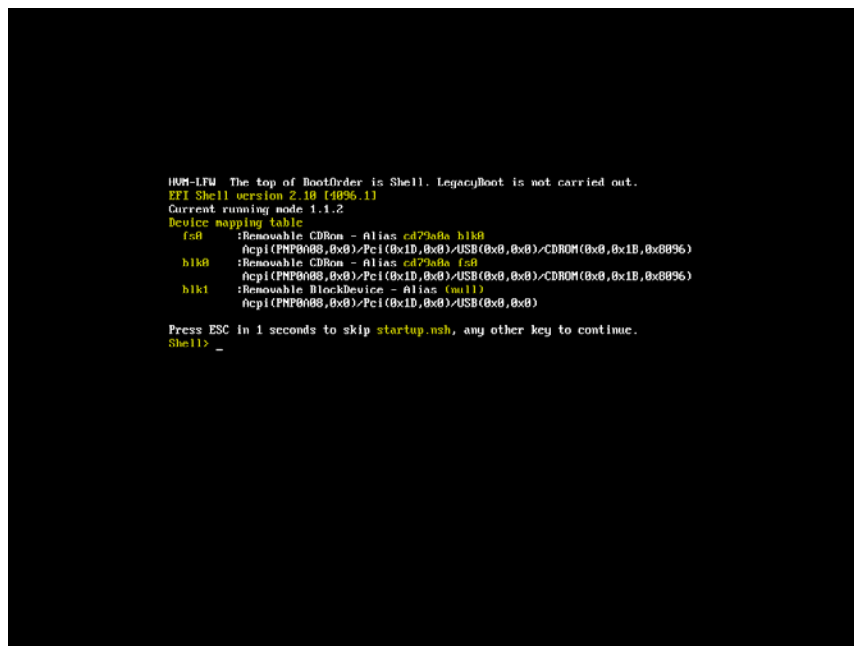 HVM-LFW  The top of BootOrder is Shell. LegacyBoot is not carried out.
EFI Shell version 2.10 [4096.1]
Current running mode 1.1.2
Device mapping table
  fs0     :Removable CDRom - Alias cd79a0a blk0
           Acpi(PNP0A08,0x0)/Pci(0x1D,0x0)/USB(0x0,0x0)/CDROM(0x0,0x1B,0x8096)
  blk0    :Removable CDRom - Alias cd79a0a fs0
           Acpi(PNP0A08,0x0)/Pci(0x1D,0x0)/USB(0x0,0x0)/CDROM(0x0,0x1B,0x8096)
  blk1    :Removable BlockDevice - Alias (null)
           Acpi(PNP0A08,0x0)/Pci(0x1D,0x0)/USB(0x0,0x0)
Press ESC in 1 seconds to skip startup.nsh, any other key to continue.
Shell> _